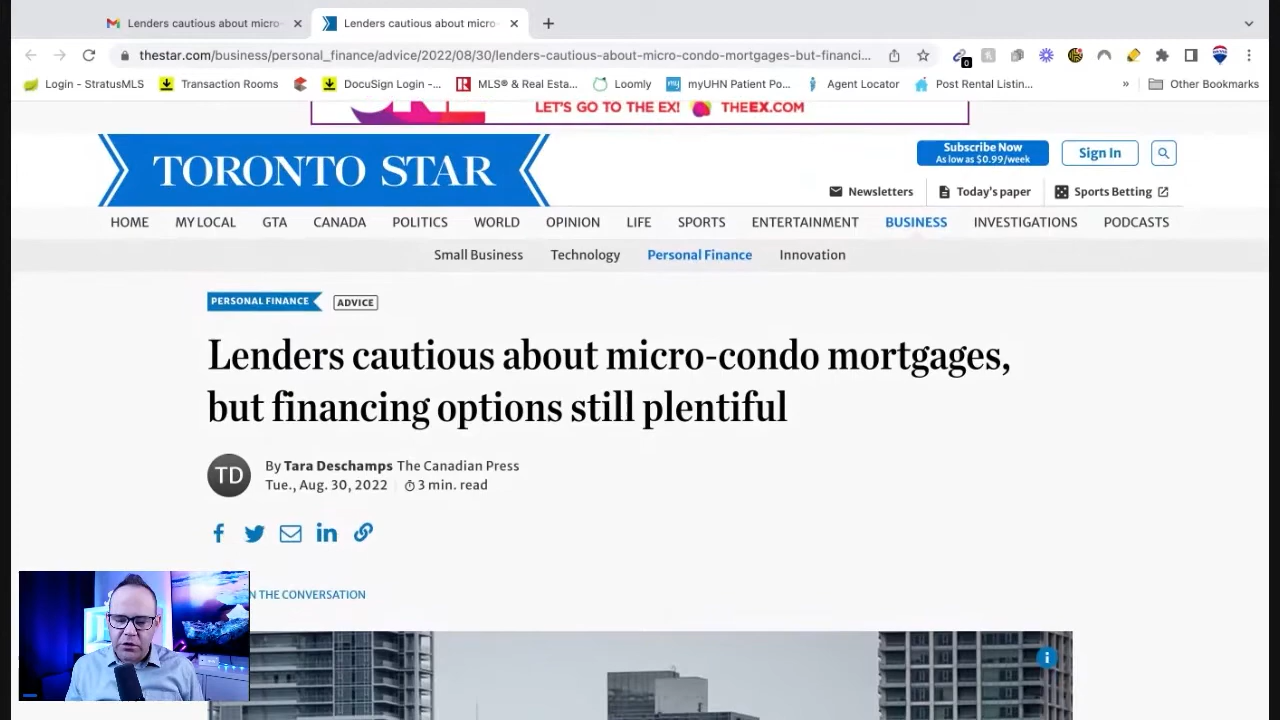 Lenders cautious about micro-
Lenders cautious about micro-
thestar.com/business/personal_finance/advice/2022/08/30/lenders-cautious-about-micro-condo-mortgages-but-financi...
0
Login - StratusMLS
Transaction Rooms
DocuSign Login -...
MLS® & Real Esta...
Loomly
my
myUHN Patient Po...
Agent Locator
Post Rental Listin...
»
Other Bookmarks
LET'S GO TO THE EX!
THEEX.COM
TORONTO STAR
Subscribe Now
As low as $0.99/week
Sign In
Newsletters
Today's paper
Sports Betting
HOME
MY LOCAL
GTA
CANADA
POLITICS
WORLD
OPINION
LIFE
SPORTS
ENTERTAINMENT
BUSINESS
INVESTIGATIONS
PODCASTS
Small Business
Technology
Personal Finance
Innovation
PERSONAL FINANCE
ADVICE
Lenders cautious about micro-condo mortgages,
but financing options still plentiful
TD
By Tara Deschamps The Canadian Press
Tue., Aug. 30, 2022
3 min. read
N THE CONVERSATION